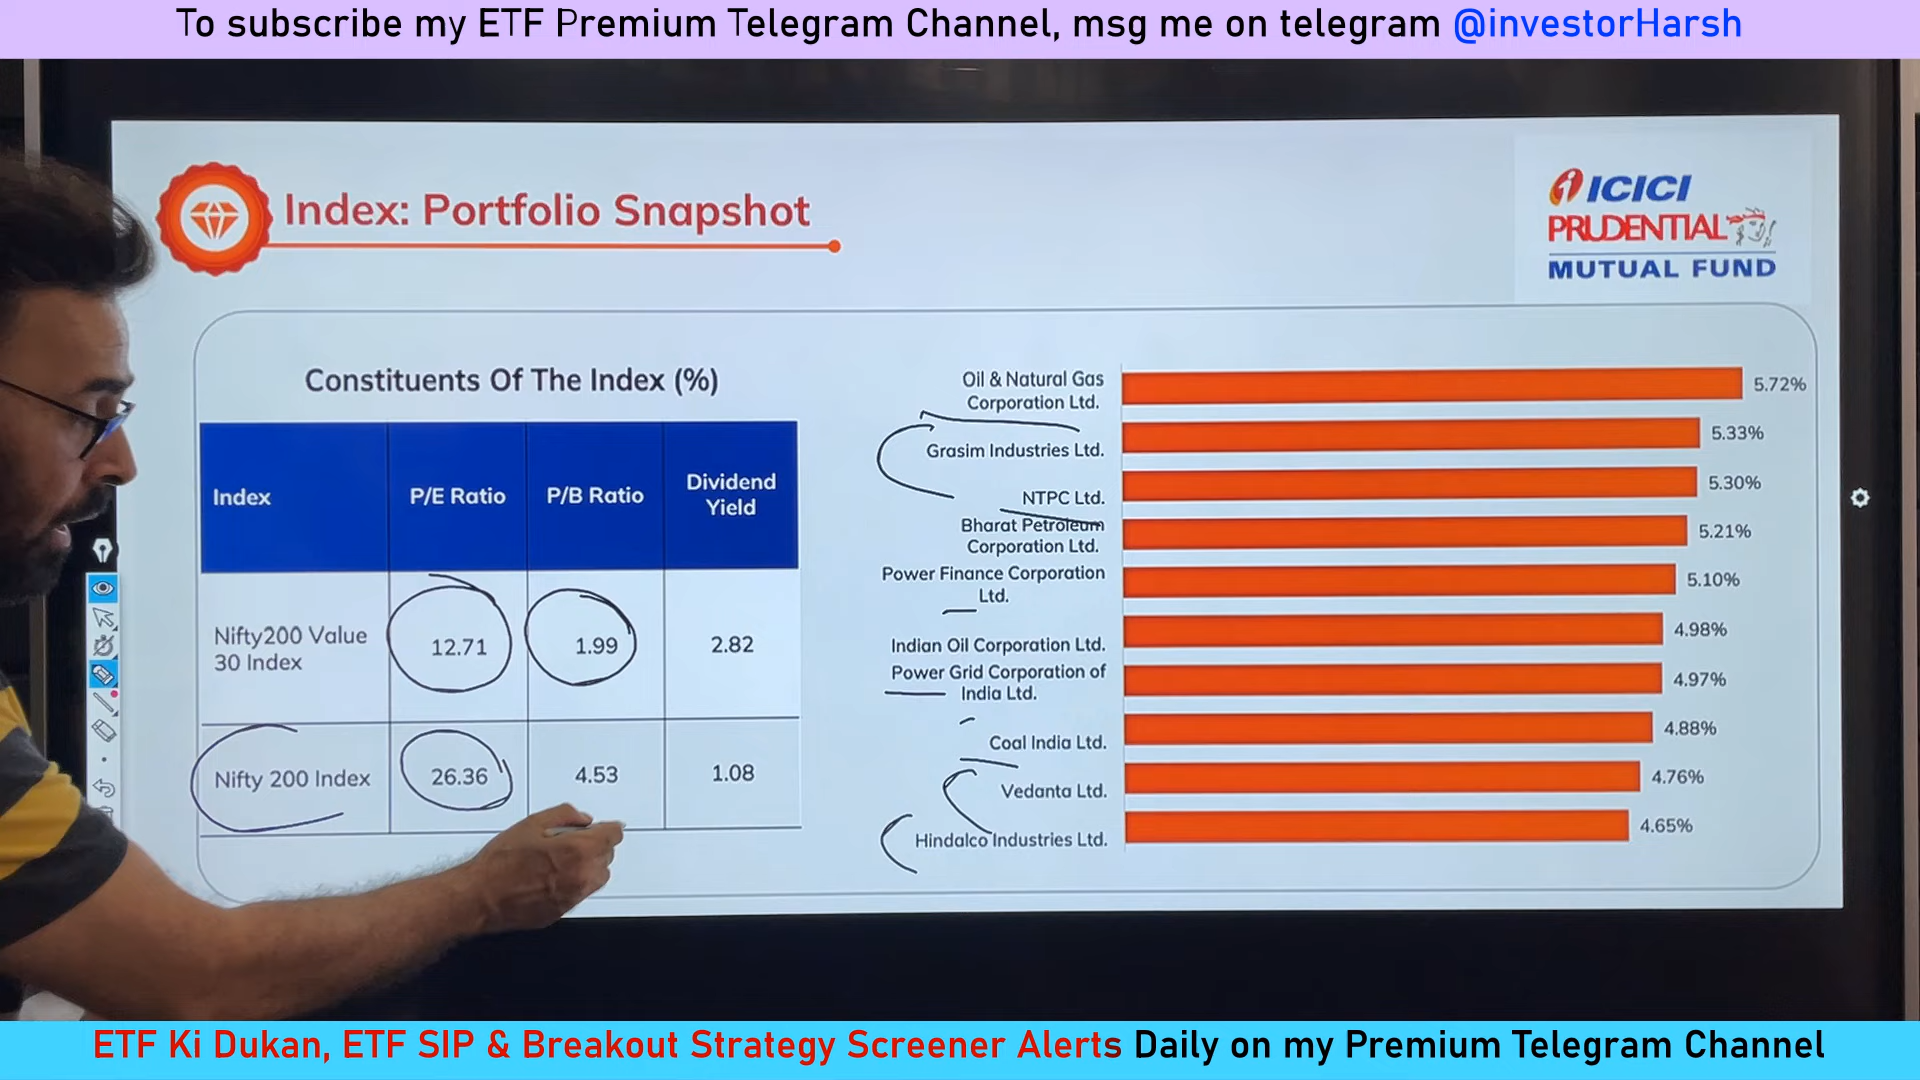 To subscribe my ETF Premium Telegram Channel, msg me on telegram @investorHarsh
Index: Portfolio Snapshot
ICICI
PRUDENTIAL
MUTUAL FUND
Constituents Of The Index (%)
Index
P/E Ratio
P/B Ratio
Dividend
Yield
Nifty200 Value
30 Index
12.71
1.99
2.82
Nifty 200 Index
26.36
4.53
1.08
Oil & Natural Gas
Corporation Ltd.
5.72%
Grasim Industries Ltd.
5.33%
NTPC Ltd.
5.30%
Bharat Petroleum
Corporation Ltd.
5.21%
Power Finance Corporation
Ltd.
5.10%
Indian Oil Corporation Ltd.
4.98%
Power Grid Corporation of
India Ltd.
4.97%
Coal India Ltd.
4.88%
Vedanta Ltd.
4.76%
Hindalco Industries Ltd.
4.65%
ETF Ki Dukan, ETF SIP & Breakout Strategy Screener Alerts Daily on my Premium Telegram Channel